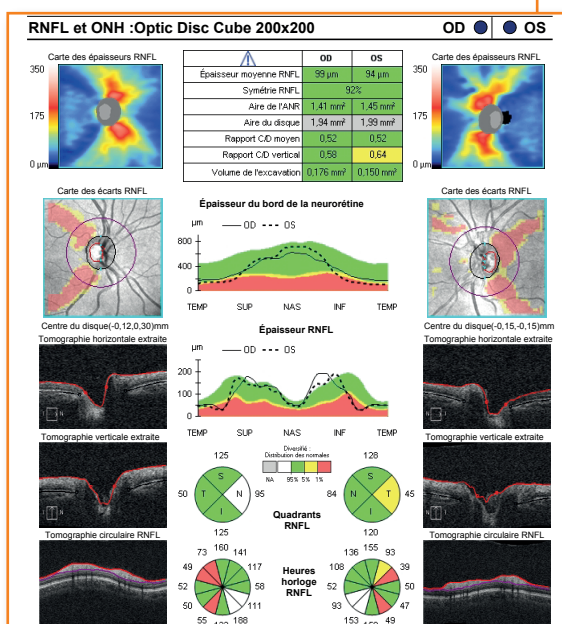 RNFL et ONH :Optic Disc Cube 200x200 OD OS
Carte des épaisseurs RNFL
350
175
0 µm
OD OS
Épaisseur moyenne RNFL 99 µm 94 µm
Symétrie RNFL 92%
Aire de l'ANR 1,41 mm² 1,45 mm²
Aire du disque 1,94 mm² 1,99 mm²
Rapport C/D moyen 0,52 0,52
Rapport C/D vertical 0,58 0,64
Volume de l'excavation 0,176 mm³ 0,150 mm³
Carte des épaisseurs RNFL
350
175
0 µm
Carte des écarts RNFL
Centre du disque(-0,12,0,30)mm
Épaisseur du bord de la neurorétine
µm OD OS
800
400
0
TEMP SUP NAS INF TEMP
Carte des écarts RNFL
Centre du disque(-0,15,-0,15)mm
Tomographie horizontale extraite
Épaisseur RNFL
µm OD OS
200
100
0
TEMP SUP NAS INF TEMP
Tomographie horizontale extraite
Tomographie verticale extraite
Diversifié :
Distribution des normales
NA 95% 5% 1%
125
S
50 T N 95
I
125
Quadrants
RNFL
128
S
84 N T 45
I
120
Tomographie verticale extraite
Tomographie circulaire RNFL
160
73 141
49 117
52 58
50 111
55 188
Heures
horloge
RNFL
155
136 93
108 39
52 50
93 47
153 49
Tomographie circulaire RNFL